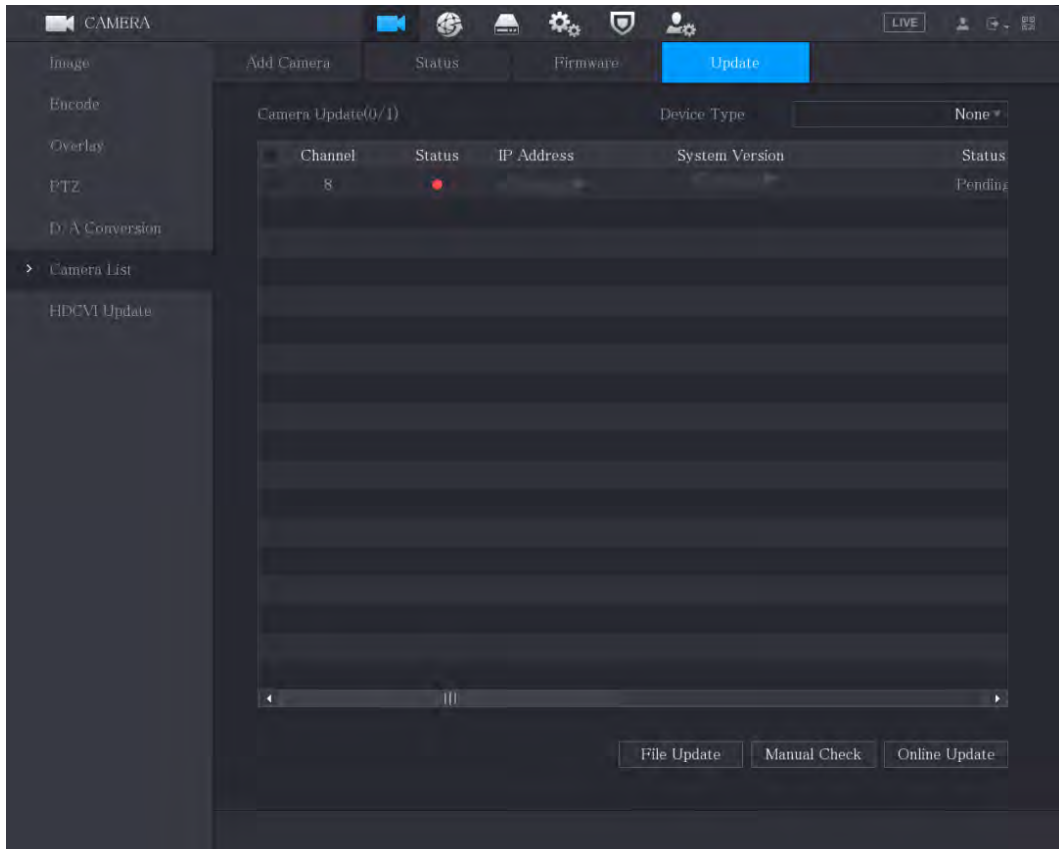 CAMERA LIVE
Image
Encode
Overlay
PTZ
D/A Conversion
Camera List
HDCVI Update
Add Camera Status Firmware Update
Camera Update(0/1) Device Type None
Channel Status IP Address System Version Status
8 Pending
File Update Manual Check Online Update